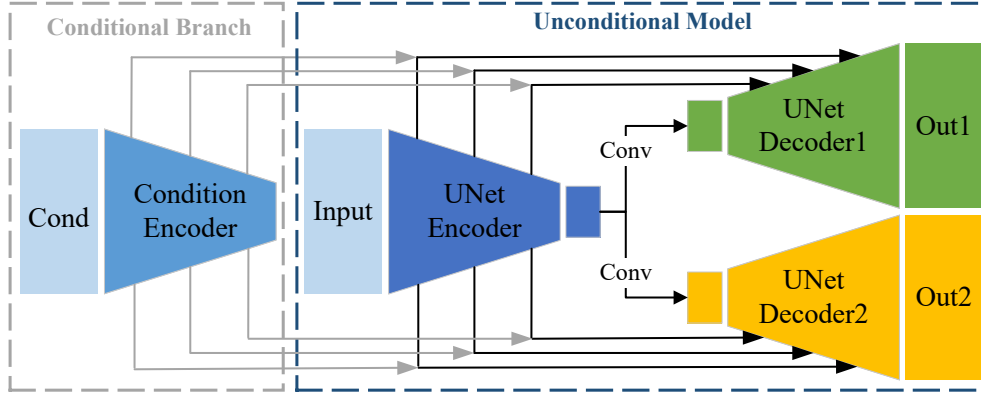 Conditional Branch
Unconditional Model
Cond
Condition
Encoder
Input
UNet
Encoder
Conv
Conv
UNet
Decoder1
Out1
UNet
Decoder2
Out2